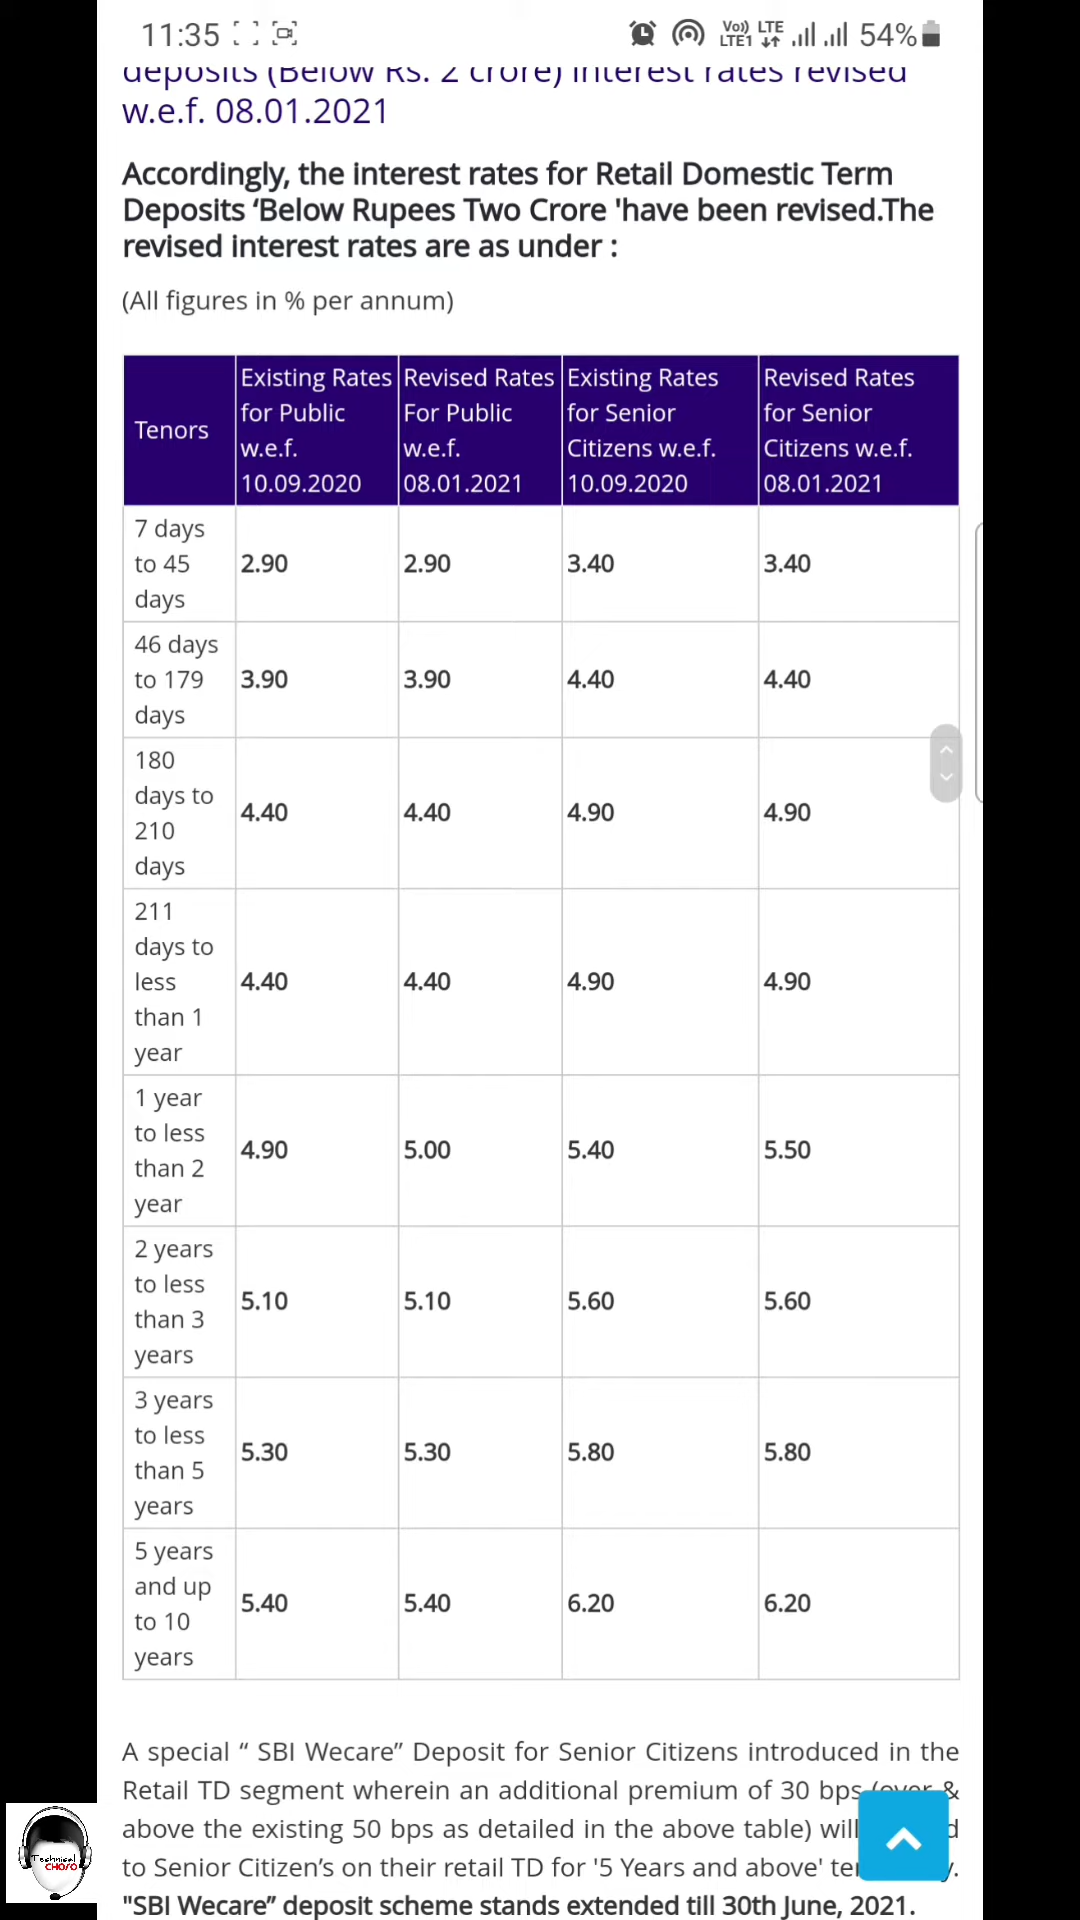 11:35
Vo)) LTE
LTE1
54%
deposits (Below Rs. 2 crore) interest rates revised
w.e.f. 08.01.2021
Accordingly, the interest rates for Retail Domestic Term
Deposits ‘Below Rupees Two Crore 'have been revised.The
revised interest rates are as under :
(All figures in % per annum)
Tenors
Existing Rates
for Public
w.e.f.
10.09.2020
Revised Rates
For Public
w.e.f.
08.01.2021
Existing Rates
for Senior
Citizens w.e.f.
10.09.2020
Revised Rates
for Senior
Citizens w.e.f.
08.01.2021
7 days
to 45
days
2.90
2.90
3.40
3.40
46 days
to 179
days
3.90
3.90
4.40
4.40
180
days to
210
days
4.40
4.40
4.90
4.90
211
days to
less
than 1
year
4.40
4.40
4.90
4.90
1 year
to less
than 2
year
4.90
5.00
5.40
5.50
2 years
to less
than 3
years
5.10
5.10
5.60
5.60
3 years
to less
than 5
years
5.30
5.30
5.80
5.80
5 years
and up
to 10
years
5.40
5.40
6.20
6.20
A special “ SBI Wecare” Deposit for Senior Citizens introduced in the
Retail TD segment wherein an additional premium of 30 bps (over &
above the existing 50 bps as detailed in the above table) will
to Senior Citizen’s on their retail TD for '5 Years and above'
"SBI Wecare” deposit scheme stands extended till 30th June, 2021.
Technical
CHOSO